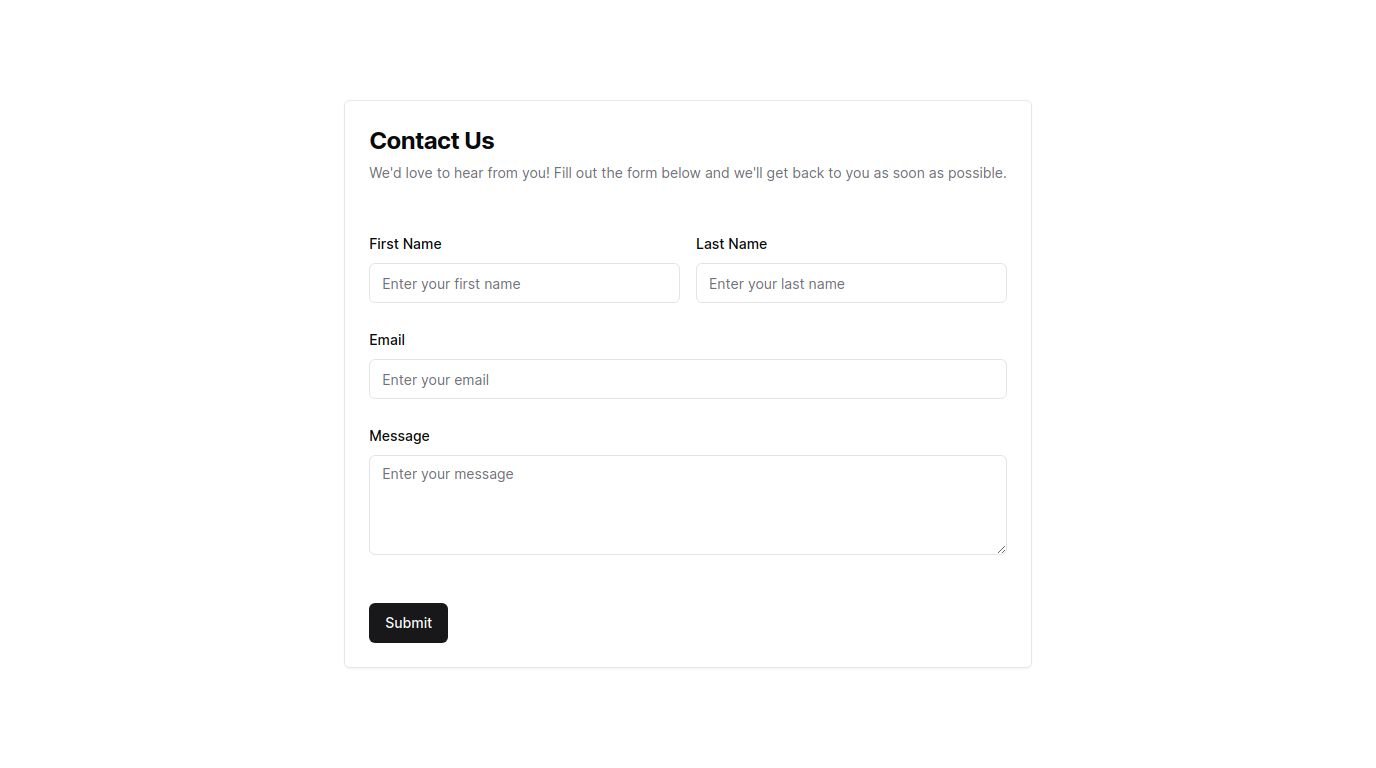 Contact Us
We'd love to hear from you! Fill out the form below and we'll get back to you as soon as possible.
First Name
Last Name
Enter your first name
Enter your last name
Email
Enter your email
Message
Enter your message
Submit